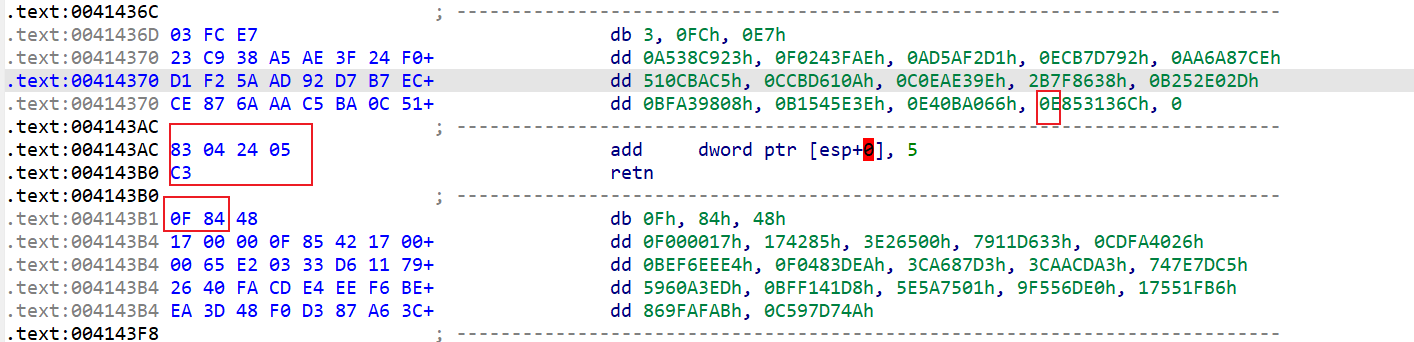 .text:0041436C ; ---------------------------------------------------------------------------
.text:0041436D 03 FC E7 db 3, 0FCh, 0E7h
.text:00414370 23 C9 38 A5 AE 3F 24 F0+ dd 0A538C923h, 0F0243FAEh, 0AD5AF2D1h, 0ECB7D792h, 0AA6A87CEh
.text:00414370 D1 F2 5A AD 92 D7 B7 EC+ dd 510CBAC5h, 0CCBD610Ah, 0C0EAE39Eh, 2B7F8638h, 0B252E02Dh
.text:00414370 CE 87 6A AA C5 BA 0C 51+ dd 0BFA39808h, 0B1545E3Eh, 0E40BA066h, 0E853136Ch, 0
.text:004143AC ; ---------------------------------------------------------------------------
.text:004143AC 83 04 24 05 add dword ptr [esp+0], 5
.text:004143B0 C3 retn
.text:004143B0 ; ---------------------------------------------------------------------------
.text:004143B1 0F 84 48 db 0Fh, 84h, 48h
.text:004143B4 17 00 00 0F 85 42 17 00+ dd 0F000017h, 174285h, 3E26500h, 7911D633h, 0CDFA4026h
.text:004143B4 00 65 E2 03 33 D6 11 79+ dd 0BEF6EEE4h, 0F0483DEAh, 3CA687D3h, 3CAACDA3h, 747E7DC5h
.text:004143B4 26 40 FA CD E4 EE F6 BE+ dd 5960A3EDh, 0BFF141D8h, 5E5A7501h, 9F556DE0h, 17551FB6h
.text:004143B4 EA 3D 48 F0 D3 87 A6 3C+ dd 869FAFABh, 0C597D74Ah
.text:004143F8 ; ---------------------------------------------------------------------------